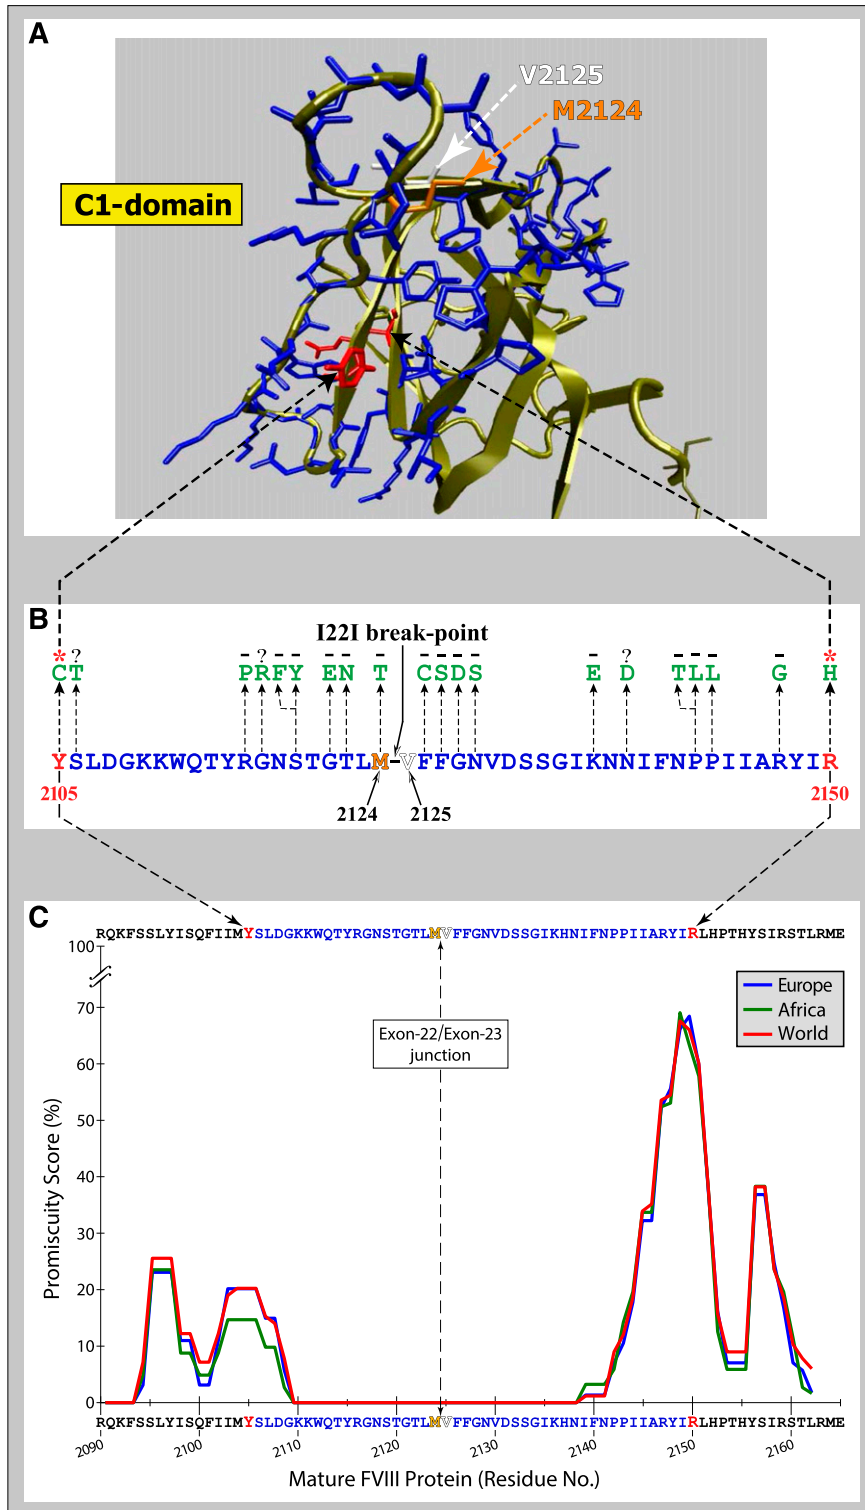 A
V2125
M2124
C1-domain
B
I22I break-point
* ? - ? - - - - - - - - - - - ? - - - - *
C T P R F Y E N T C S D S E D T L L G H
YSLDGKKWQTYRGNSTGTLM-VFFGNVDSSGIKNNIFNPPIIARYIR
2105 2124 2125 2150
C
RQKFSSLYISQFIIMYSLDGKKWQTYRGNSTGTLMVFFGNVDSSGIKHNIFNPPIIARYIRLHPTHYSIRSTLRME
100
70
60
50
40
30
20
10
0
Promiscuity Score (%)
Exon-22/Exon-23
junction
Europe
Africa
World
RQKFSSLYISQFIIMYSLDGKKWQTYRGNSTGTLMVFFGNVDSSGIKHNIFNPPIIARYIRLHPTHYSIRSTLRME
2090 2100 2110 2120 2130 2140 2150 2160
Mature FVIII Protein (Residue No.)